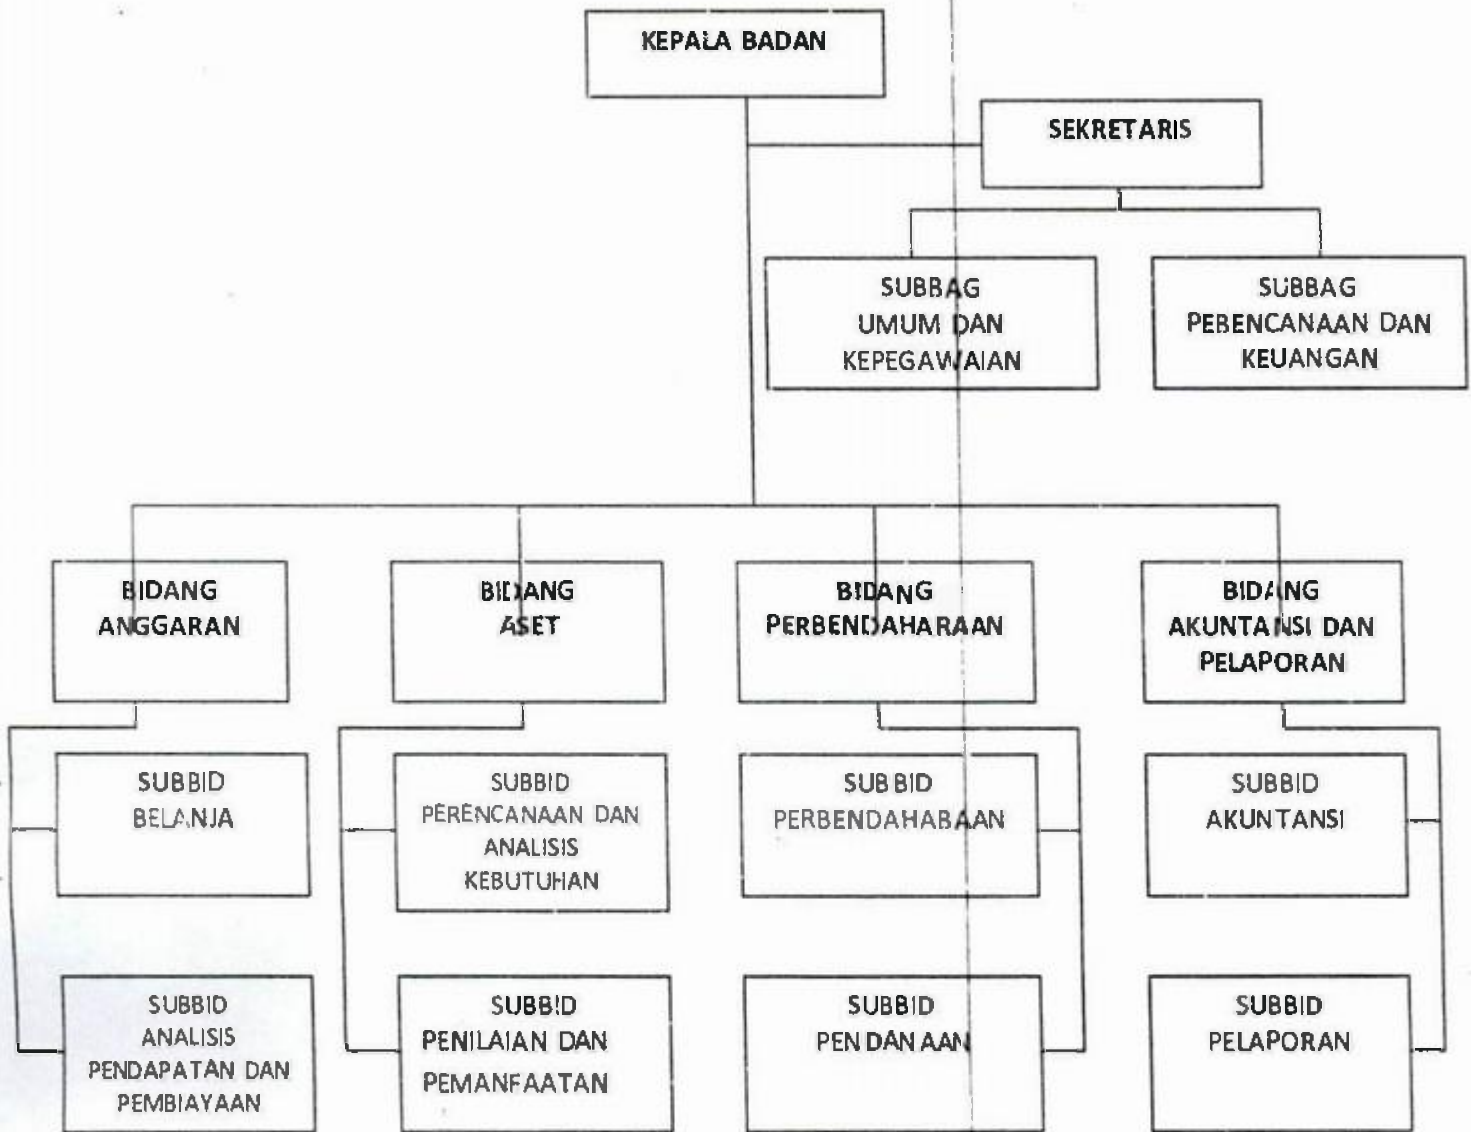 KEPALA BADAN
SEKRETARIS
SUBBAG
UMUM DAN
KEPEGAWAIAN
SUBBAG
PEBENCANAAN DAN
KEUANGAN
BIDANG
ANGGARAN
BIDANG
ASET
BIDANG
PERBENDAHARAAN
BIDANG
AKUNTANSI DAN
PELAPORAN
SUBBID
BELANJA
SUBBID
PERENCANAAN DAN
ANALISIS
KEBUTUHAN
SUBBID
PERBENDAHABAAN
SUBBID
AKUNTANSI
SUBBID
ANALISIS
PENDAPATAN DAN
PEMBIAYAAN
SUBBID
PENILAIAN DAN
PEMANFAATAN
SUBBID
PENDANAAN
SUBBID
PELAPORAN